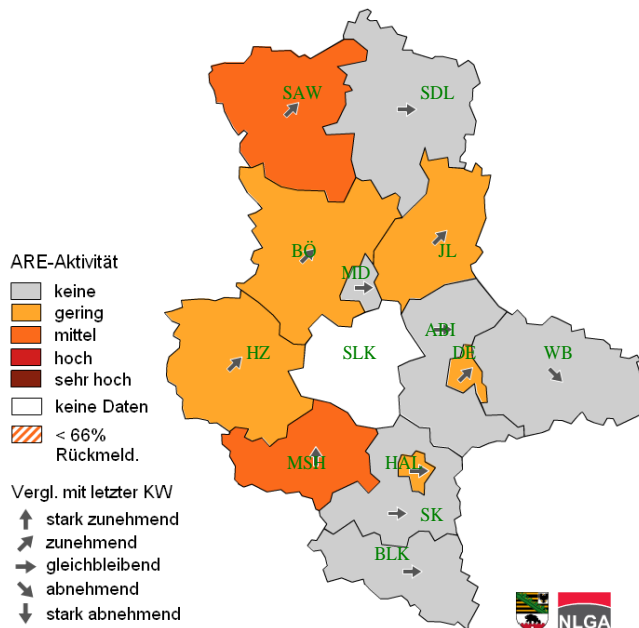 SAW
SDL
BÖ
JL
MD
ABI
HZ
SLK
DE
WB
MSH
HAL
SK
BLK
ARE-Aktivität
keine
gering
mittel
hoch
sehr hoch
keine Daten
< 66%
Rückmeld.
Vergl. mit letzter KW
stark zunehmend
zunehmend
gleichbleibend
abnehmend
stark abnehmend
NLGA